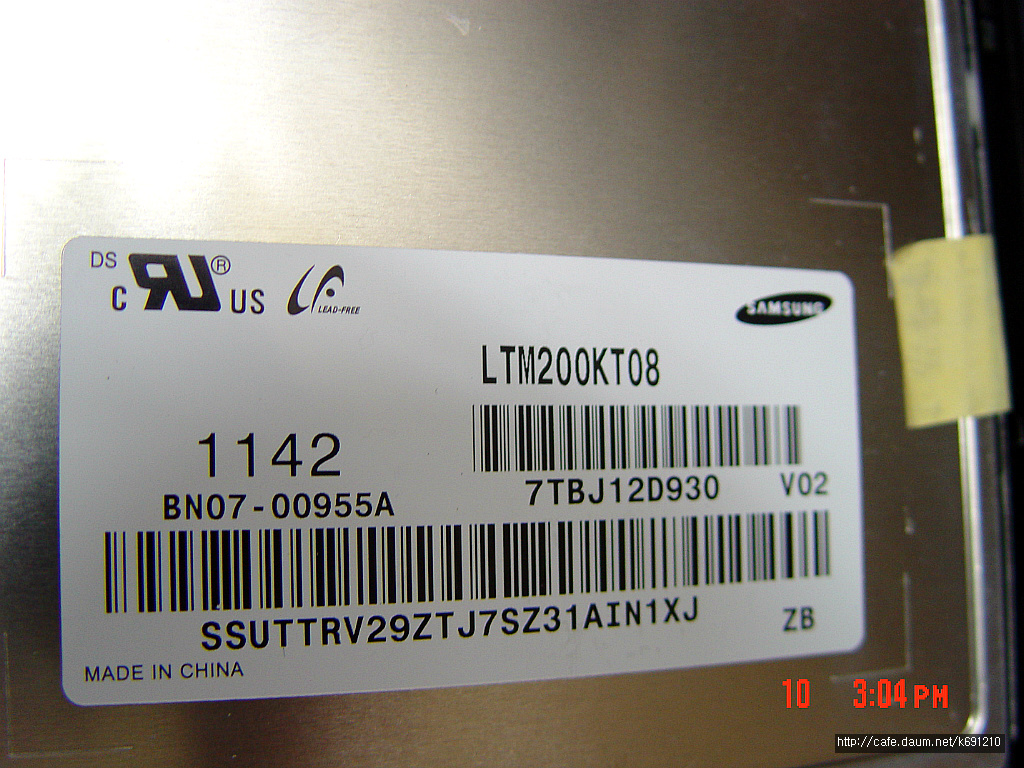 DS
C RU® US
LEAD-FREE
SAMSUNG
LTM200KT08
1142
BN07-00955A
7TBJ12D930 V02
SSUTTRV29ZTJ7SZ31AIN1XJ
ZB
MADE IN CHINA
10 3:04PM
http://cafe.daum.net/k691210